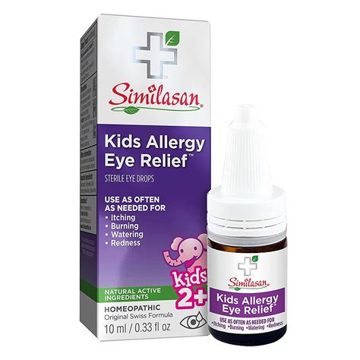 Similasan®
Kids Allergy
Eye Relief™
STERILE EYE DROPS
USE AS OFTEN
AS NEEDED FOR
• Itching
• Burning
• Watering
• Redness
kids
2+
NATURAL ACTIVE
INGREDIENTS
HOMEOPATHIC
Original Swiss Formula
10 ml / 0.33 fl oz
Similasan
Kids Allergy
Eye Relief™
USE AS OFTEN AS NEEDED FOR
•Itching •Burning •Watering •Redness